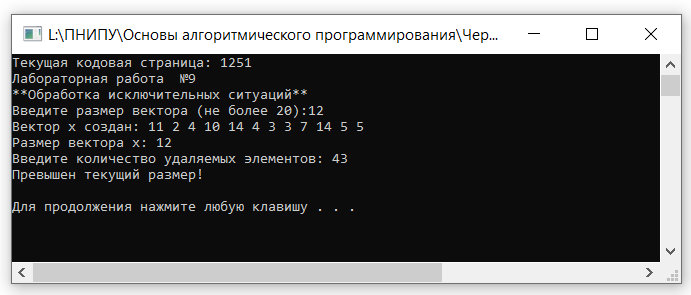 L:\ПНИПУ\Основы алгоритмического программирования\Чер...
Текущая кодовая страница: 1251
Лабораторная работа  №9
**Обработка исключительных ситуаций**
Введите размер вектора (не более 20):12
Вектор x создан: 11 2 4 10 14 4 3 3 7 14 5 5
Размер вектора x: 12
Введите количество удаляемых элементов: 43
Превышен текущий размер!
Для продолжения нажмите любую клавишу . . .